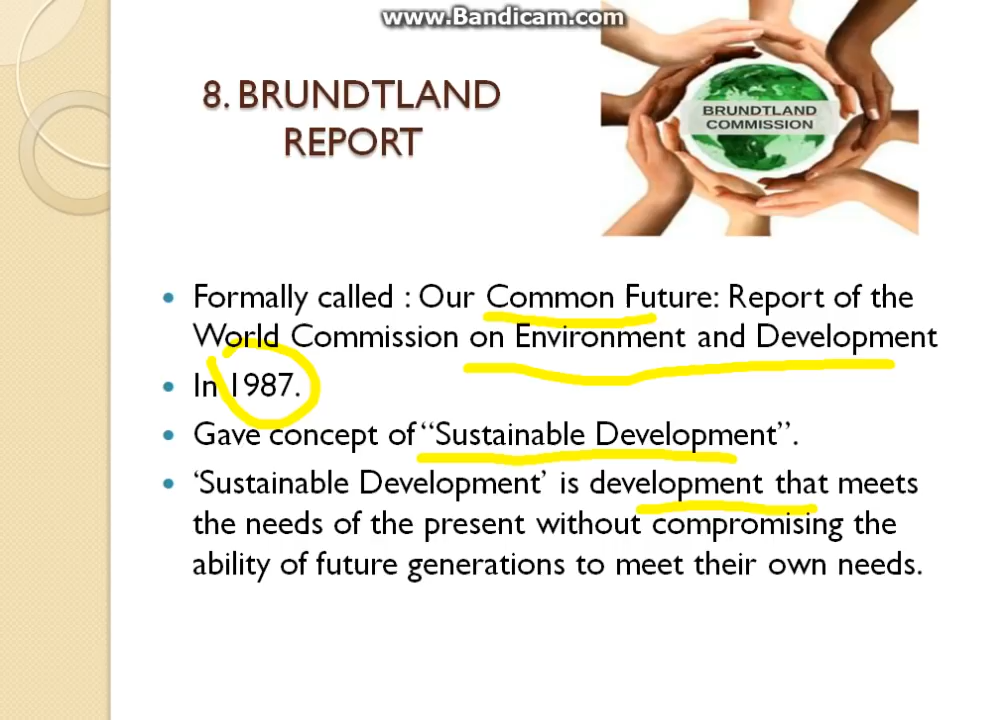 www.Bandicam.com
8. BRUNDTLAND
REPORT
BRUNDTLAND
COMMISSION
Formally called : Our Common Future: Report of the
World Commission on Environment and Development
In 1987.
Gave concept of “Sustainable Development”.
‘Sustainable Development’ is development that meets
the needs of the present without compromising the
ability of future generations to meet their own needs.